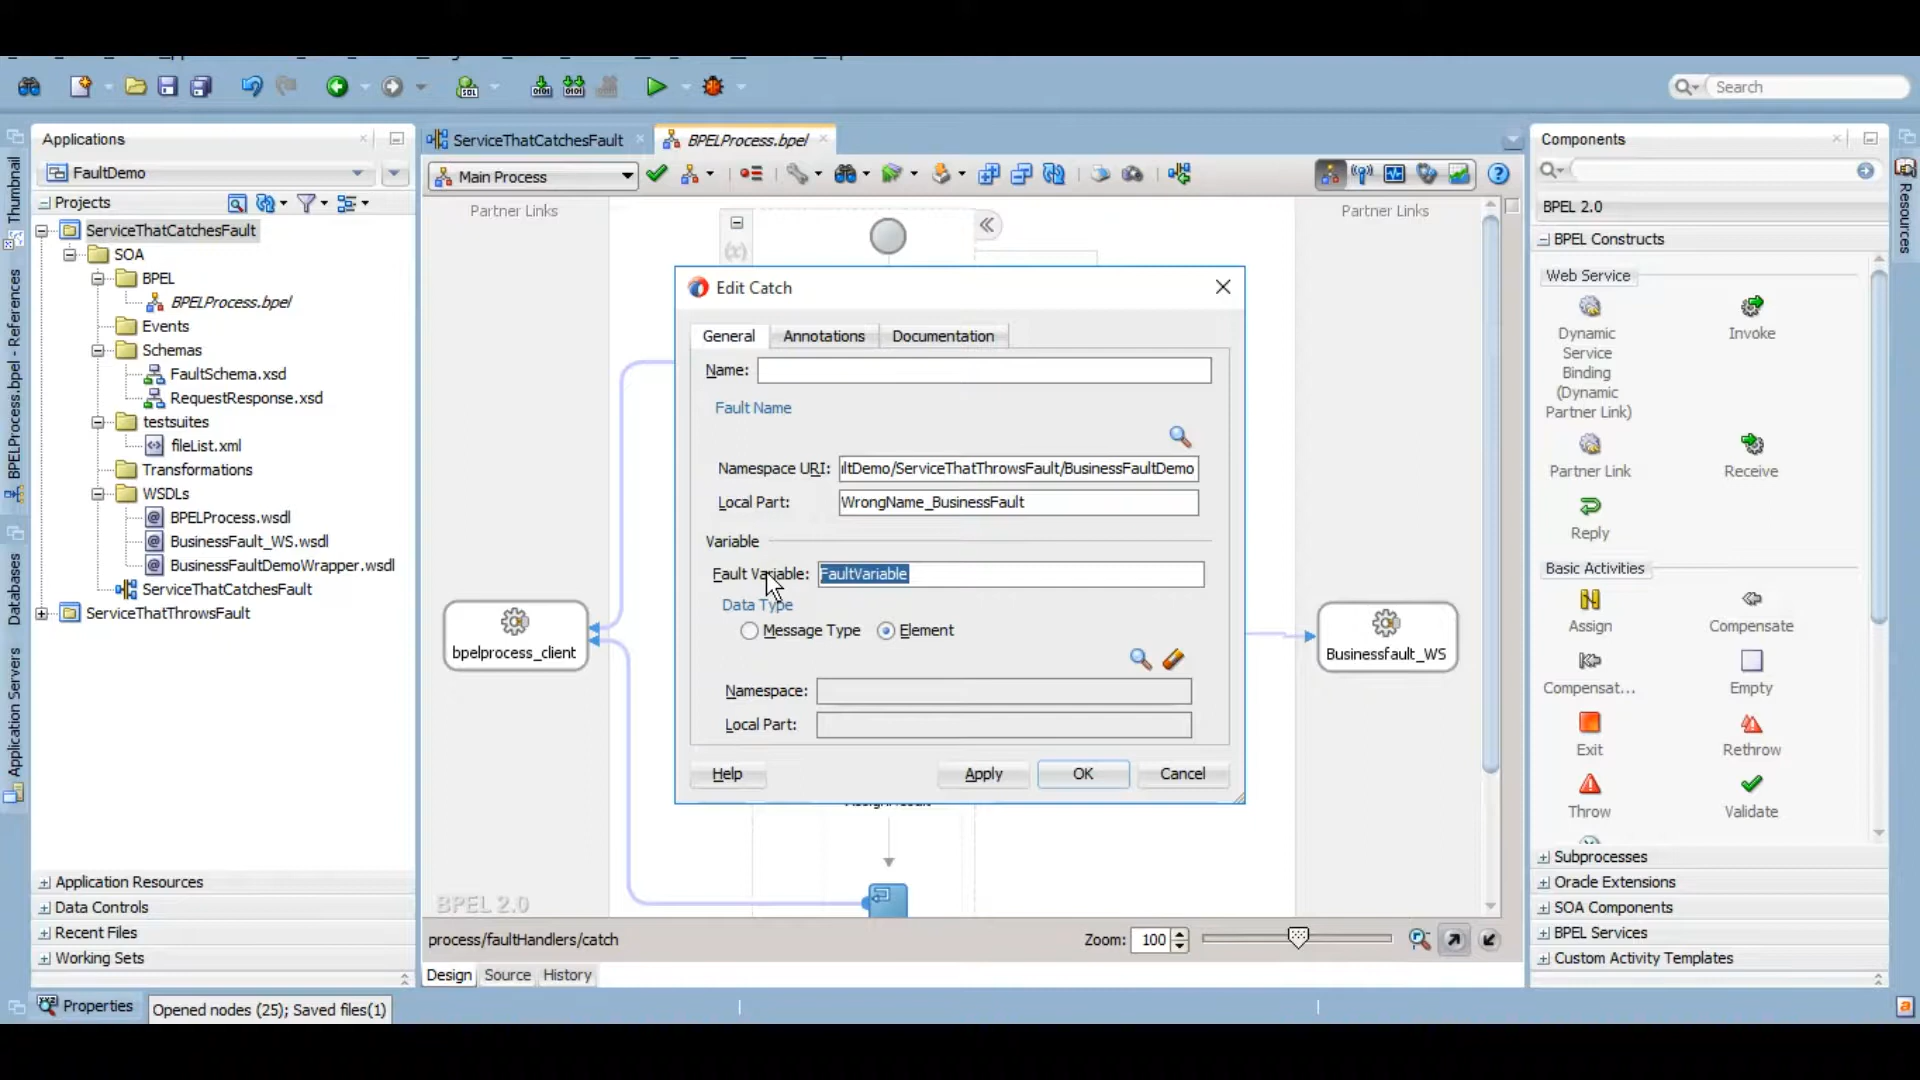 Search
Thumbnail
BPELProcess.bpel - References
Databases
Application Servers
Applications
FaultDemo
Projects
ServiceThatCatchesFault
SOA
BPEL
BPELProcess.bpel
Events
Schemas
FaultSchema.xsd
RequestResponse.xsd
testsuites
fileList.xml
Transformations
WSDLs
BPELProcess.wsdl
BusinessFault_WS.wsdl
BusinessFaultDemoWrapper.wsdl
ServiceThatCatchesFault
ServiceThatThrowsFault
Application Resources
Data Controls
Recent Files
Working Sets
Properties
Opened nodes (25); Saved files(1)
ServiceThatCatchesFault
BPELProcess.bpel
Main Process
Partner Links
Partner Links
bpelprocess_client
Businessfault_WS
Edit Catch
General
Annotations
Documentation
Name:
Fault Name
Namespace URI:
ltDemo/ServiceThatThrowsFault/BusinessFaultDemo
Local Part:
WrongName_BusinessFault
Variable
Fault Variable:
FaultVariable
Data Type
Message Type
Element
Namespace:
Local Part:
Help
Apply
OK
Cancel
BPEL 2.0
process/faultHandlers/catch
Zoom:
100
Design
Source
History
Components
BPEL 2.0
BPEL Constructs
Web Service
Dynamic
Service
Binding
(Dynamic
Partner Link)
Invoke
Partner Link
Receive
Reply
Basic Activities
Assign
Compensate
Compensat...
Empty
Exit
Rethrow
Throw
Validate
Subprocesses
Oracle Extensions
SOA Components
BPEL Services
Custom Activity Templates
Resources